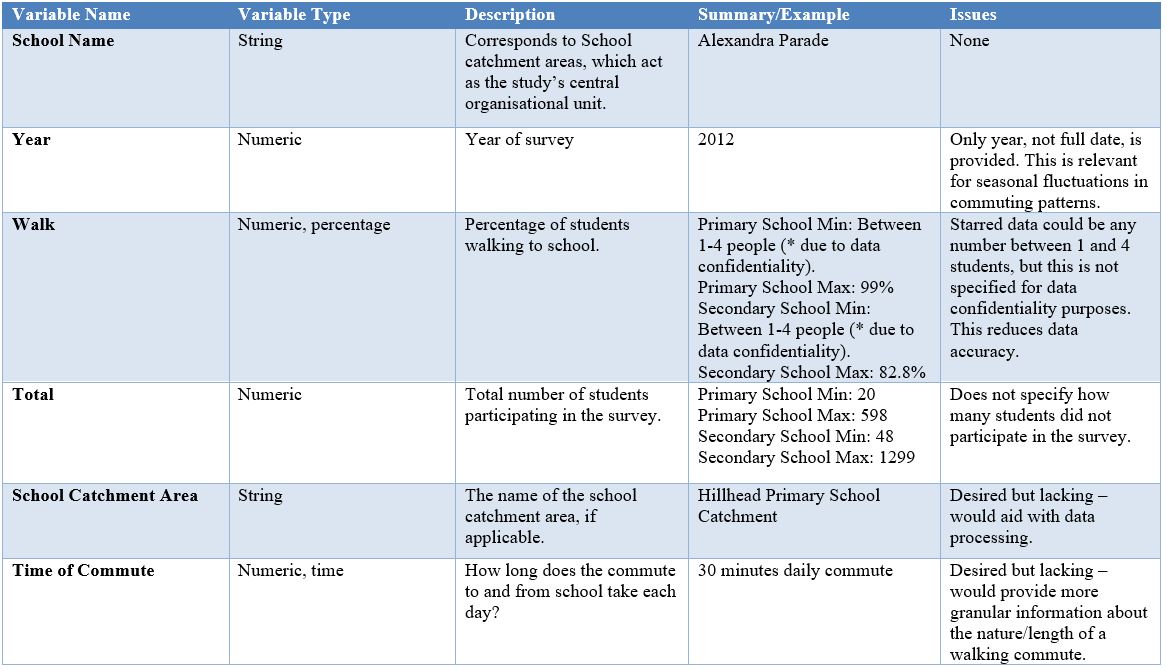 Variable Name Variable Type Description Summary/Example Issues
School Name String Corresponds to School Alexandra Parade None
catchment areas, which act
as the study’s central
organisational unit.
Year Numeric Year of survey 2012 Only year, not full date, is
provided. This is relevant
for seasonal fluctuations in
commuting patterns.
Walk Numeric, percentage Percentage of students Primary School Min: Between Starred data could be any
walking to school. 1-4 people (* due to data number between 1 and 4
confidentiality). students, but this is not
Primary School Max: 99% specified for data
Secondary School Min: confidentiality purposes.
Between 1-4 people (* due to This reduces data
data confidentiality). accuracy.
Secondary School Max: 82.8%
Total Numeric Total number of students Primary School Min: 20 Does not specify how
participating in the survey. Primary School Max: 598 many students did not
Secondary School Min: 48 participate in the survey.
Secondary School Max: 1299
School Catchment Area String The name of the school Hillhead Primary School Desired but lacking –
catchment area, if Catchment would aid with data
applicable. processing.
Time of Commute Numeric, time How long does the commute 30 minutes daily commute Desired but lacking –
to and from school take each would provide more
day? granular information about
the nature/length of a
walking commute.